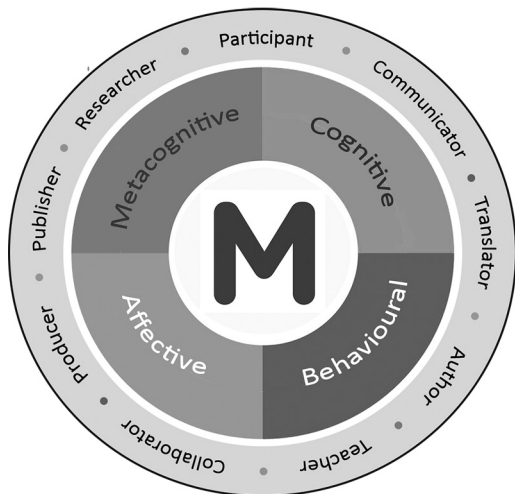 Participant
Communicator
Translator
Author
Teacher
Collaborator
Producer
Publisher
Researcher
Metacognitive
Cognitive
Behavioural
Affective
M